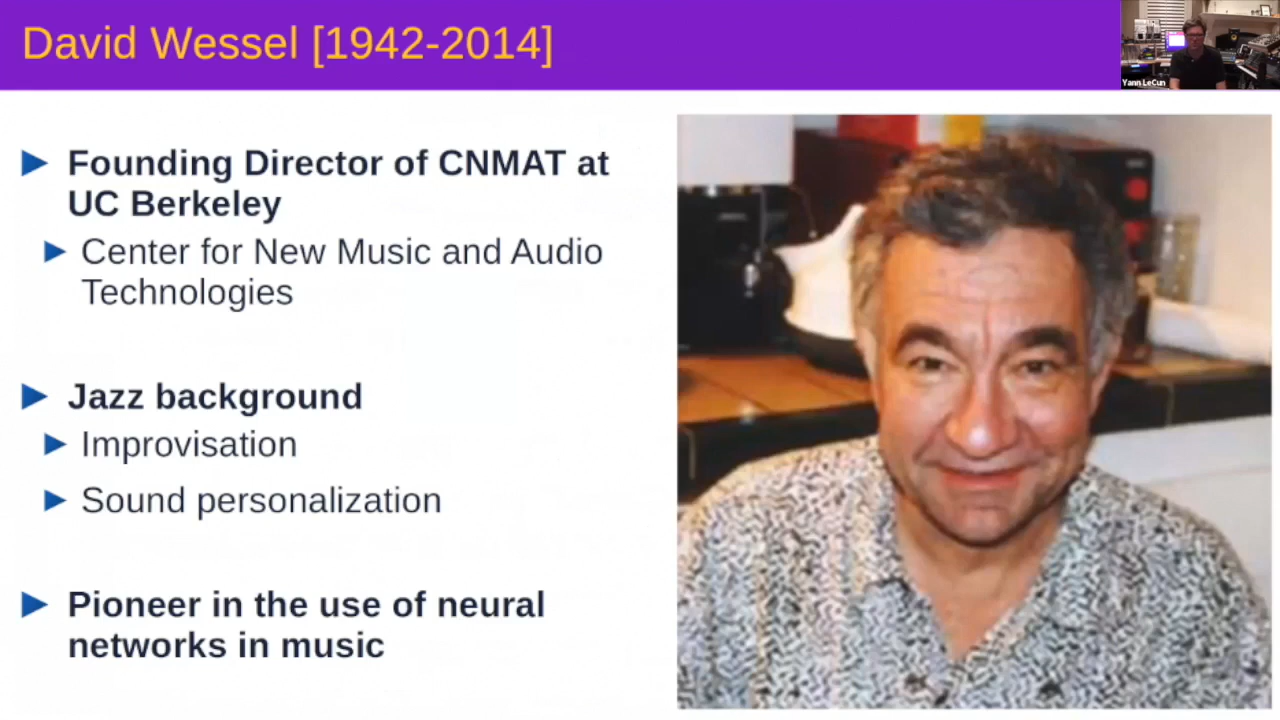 David Wessel [1942-2014]
Yann LeCun
Founding Director of CNMAT at
UC Berkeley
Center for New Music and Audio
Technologies
Jazz background
Improvisation
Sound personalization
Pioneer in the use of neural
networks in music